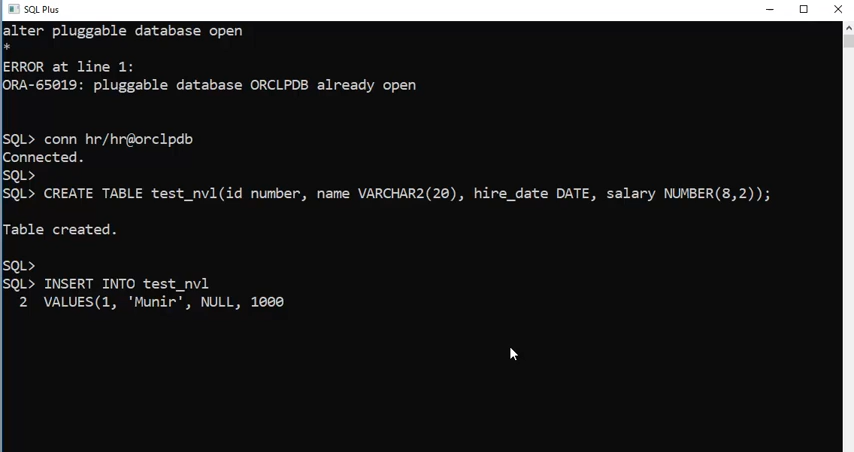 SQL Plus
alter pluggable database open
*
ERROR at line 1:
ORA-65019: pluggable database ORCLPDB already open
SQL> conn hr/hr@orclpdb
Connected.
SQL>
SQL> CREATE TABLE test_nvl(id number, name VARCHAR2(20), hire_date DATE, salary NUMBER(8,2));
Table created.
SQL>
SQL> INSERT INTO test_nvl
2 VALUES(1, 'Munir', NULL, 1000